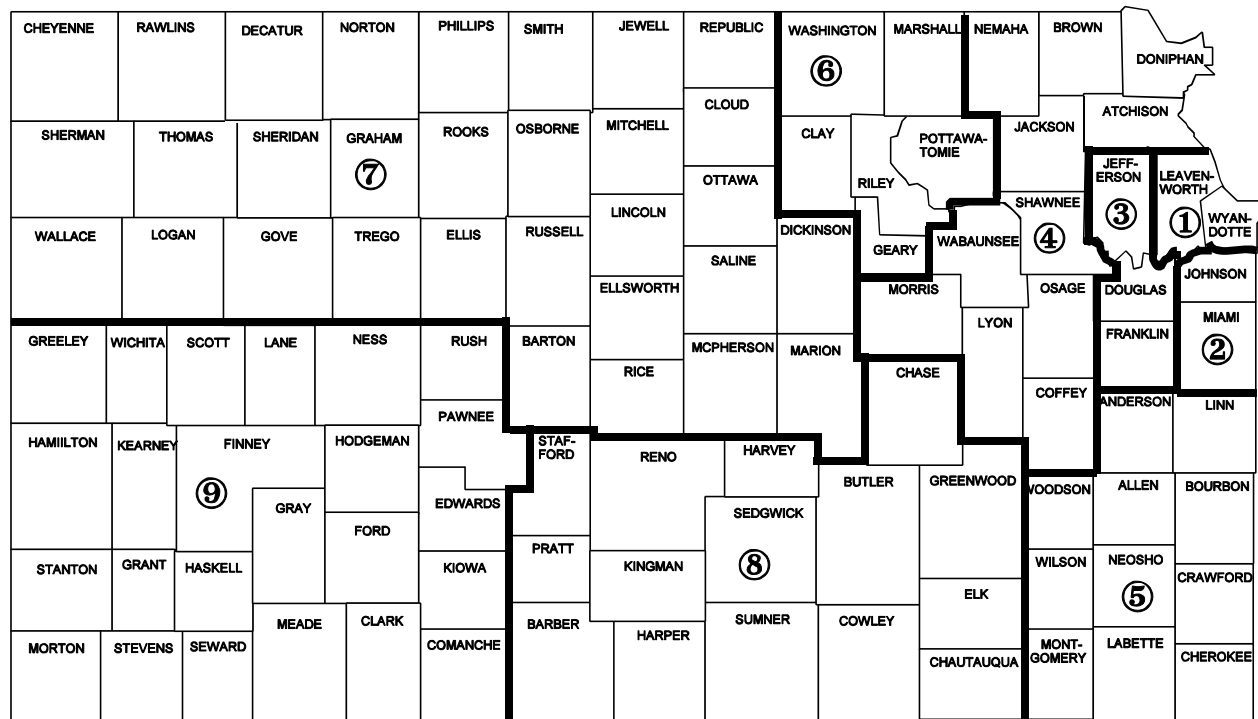 CHEYENNE
RAWLINS
DECATUR
NORTON
PHILLIPS
SMITH
JEWELL
REPUBLIC
WASHINGTON
MARSHALL
NEMAHA
BROWN
DONIPHAN
⑥
CLOUD
ATCHISON
SHERMAN
THOMAS
SHERIDAN
GRAHAM
ROOKS
OSBORNE
MITCHELL
CLAY
POTTAWA-
TOMIE
JACKSON
⑦
OTTAWA
RILEY
JEFF-
ERSON
LEAVEN-
WORTH
③
①
WALLACE
LOGAN
GOVE
TREGO
ELLIS
RUSSELL
LINCOLN
DICKINSON
SHAWNEE
④
WYAN-
DOTTE
WABAUNSEE
GEARY
SALINE
ELLSWORTH
MORRIS
OSAGE
DOUGLAS
JOHNSON
LYON
MIAMI
②
GREELEY
WICHITA
SCOTT
LANE
NESS
RUSH
BARTON
MCPHERSON
MARION
FRANKLIN
RICE
CHASE
COFFEY
ANDERSON
LINN
PAWNEE
HAMIILTON
KEARNEY
FINNEY
HODGEMAN
STAF-
FORD
RENO
HARVEY
BUTLER
GREENWOOD
WOODSON
ALLEN
BOURBON
⑨
GRAY
EDWARDS
SEDGWICK
FORD
PRATT
⑧
STANTON
GRANT
HASKELL
KIOWA
KINGMAN
WILSON
NEOSHO
CRAWFORD
ELK
⑤
MEADE
CLARK
BARBER
HARPER
SUMNER
COWLEY
MORTON
STEVENS
SEWARD
COMANCHE
CHAUTAUQUA
MONT-
GOMERY
LABETTE
CHEROKEE